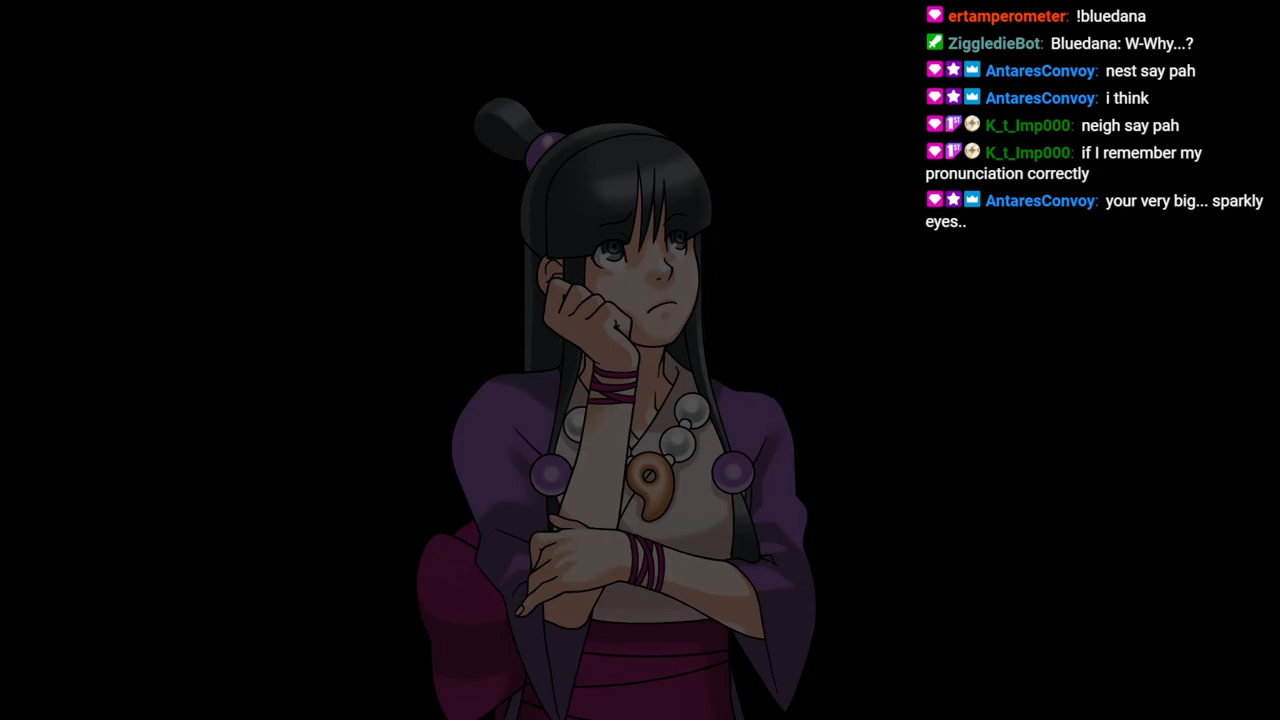 ertamperometer: !bluedana
ZiggledieBot: Bluedana: W-Why...?
AntaresConvoy: nest say pah
AntaresConvoy: i think
K_t_Imp000: neigh say pah
K_t_Imp000: if I remember my
pronunciation correctly
AntaresConvoy: your very big... sparkly
eyes..